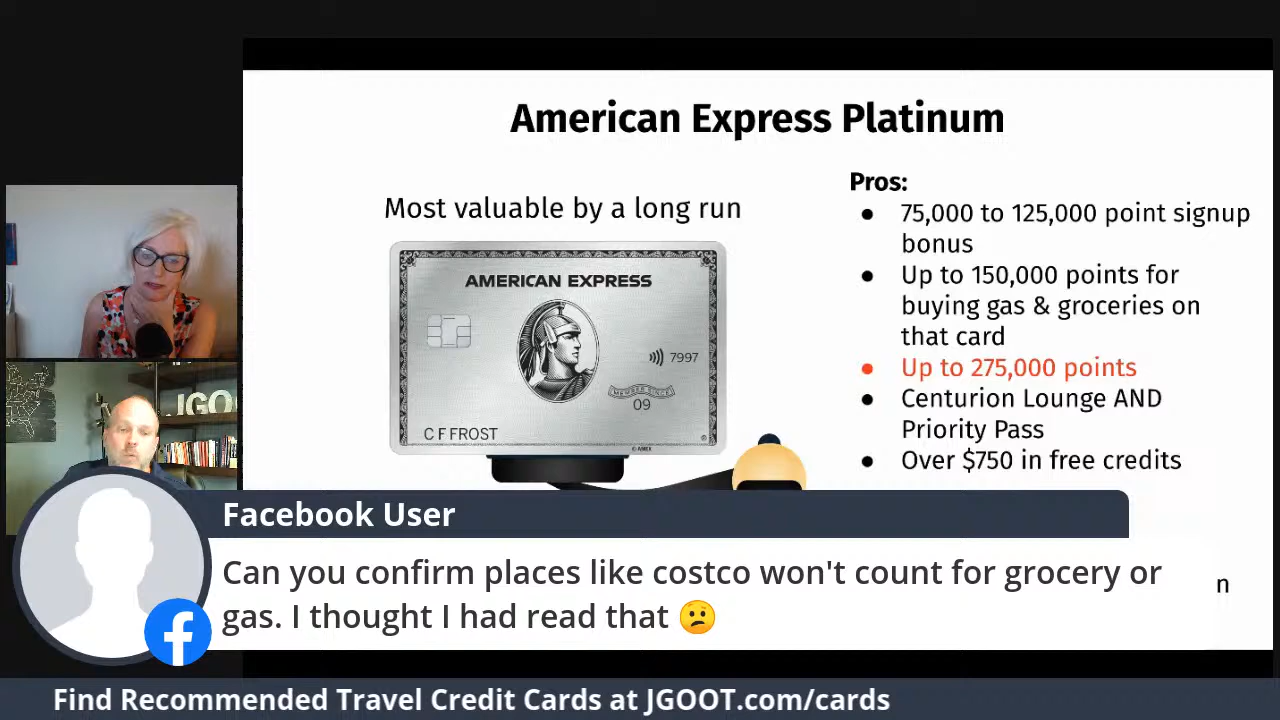 American Express Platinum
Most valuable by a long run
AMERICAN EXPRESS
7997
MEMBER SINCE
09
C F FROST
© AMEX
Pros:
● 75,000 to 125,000 point signup
bonus
● Up to 150,000 points for
buying gas & groceries on
that card
● Up to 275,000 points
● Centurion Lounge AND
Priority Pass
● Over $750 in free credits
n
JGO
Facebook User
Can you confirm places like costco won't count for grocery or
gas. I thought I had read that 😕
Find Recommended Travel Credit Cards at JGOOT.com/cards